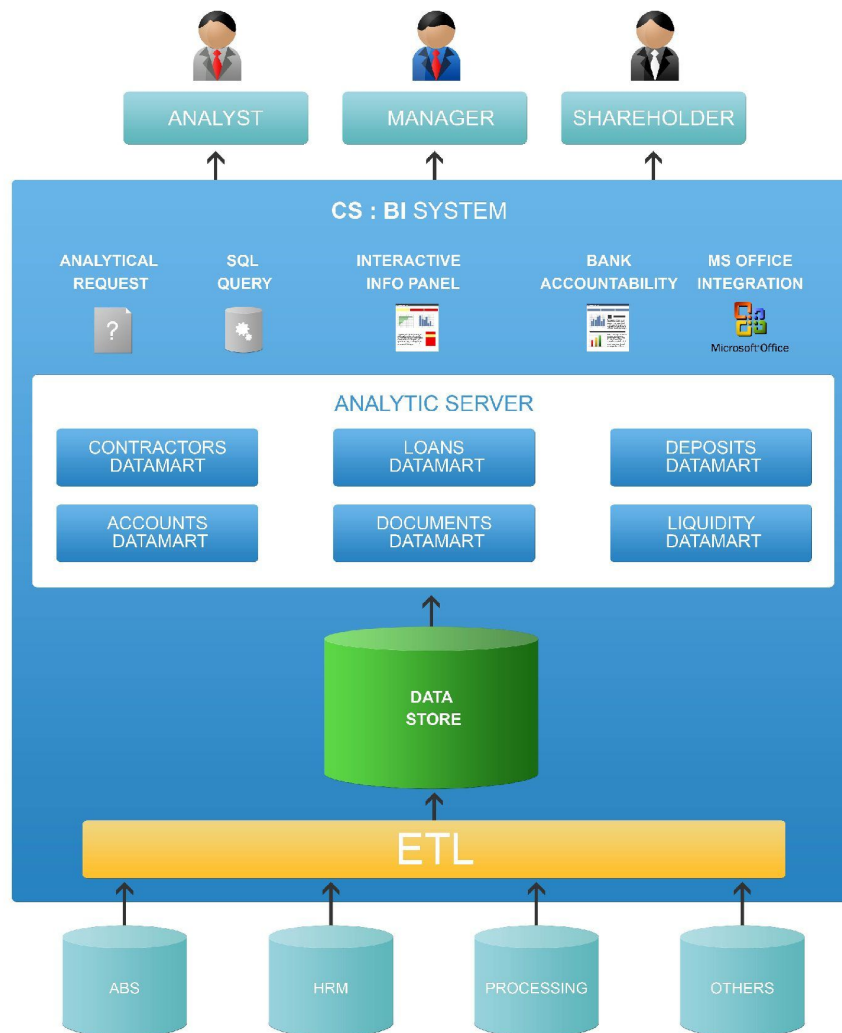 ANALYST
MANAGER
SHAREHOLDER
CS : BI SYSTEM
ANALYTICAL
REQUEST
SQL
QUERY
INTERACTIVE
INFO PANEL
BANK
ACCOUNTABILITY
MS OFFICE
INTEGRATION
?
Microsoft Office
ANALYTIC SERVER
CONTRACTORS
DATAMART
LOANS
DATAMART
DEPOSITS
DATAMART
ACCOUNTS
DATAMART
DOCUMENTS
DATAMART
LIQUIDITY
DATAMART
DATA
STORE
ETL
ABS
HRM
PROCESSING
OTHERS